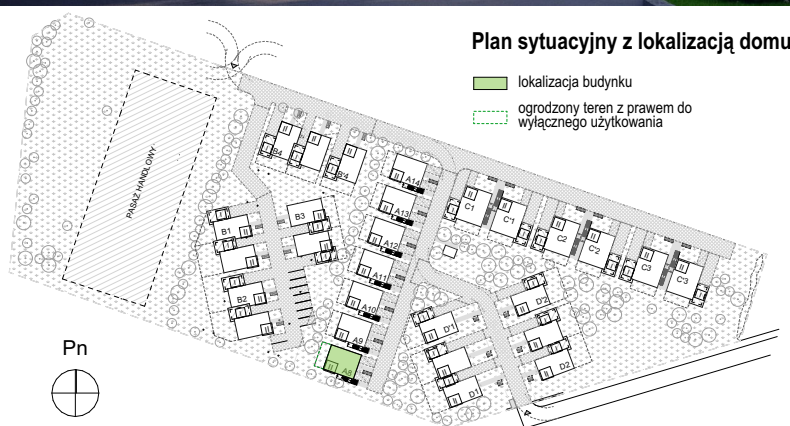 Plan sytuacyjny z lokalizacją domu
lokalizacja budynku
ogrodzony teren z prawem do
wyłącznego użytkowania
PASAŻ HANDLOWY
B4
B'4
A14
A13
A12
A11
A10
A9
A8
B1
B3
B2
C1
C'1
C2
C'2
C3
C'3
D'1
D'2
D1
D2
Pn